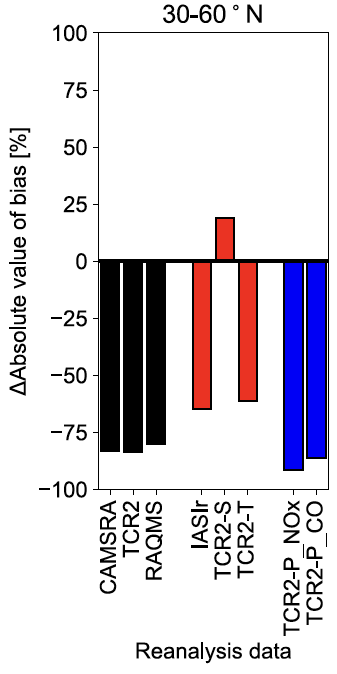 30-60 ° N
ΔAbsolute value of bias [%]
100
75
50
25
0
−25
−50
−75
−100
CAMSRA
TCR2
RAQMS
IASIr
TCR2-S
TCR2-T
TCR2-P_NOx
TCR2-P_CO
Reanalysis data